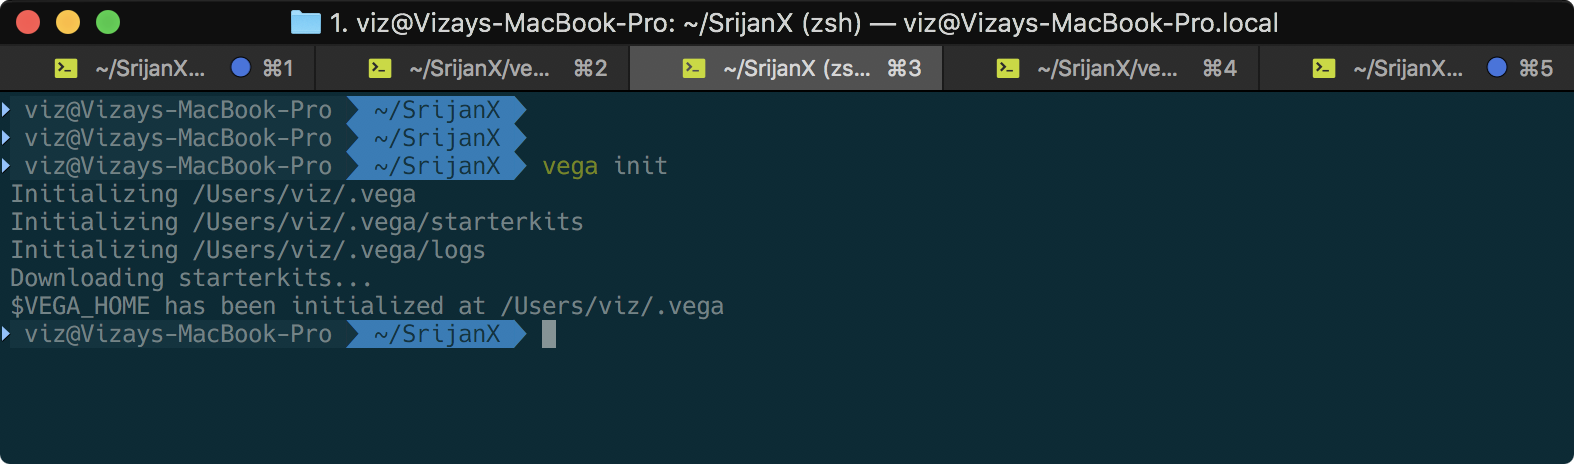 1. viz@Vizays-MacBook-Pro: ~/SrijanX (zsh) — viz@Vizays-MacBook-Pro.local
~/SrijanX... ⌘1 ~/SrijanX/ve... ⌘2 ~/SrijanX (zs... ⌘3 ~/SrijanX/ve... ⌘4 ~/SrijanX... ⌘5
viz@Vizays-MacBook-Pro ~/SrijanX
viz@Vizays-MacBook-Pro ~/SrijanX
viz@Vizays-MacBook-Pro ~/SrijanX vega init
Initializing /Users/viz/.vega
Initializing /Users/viz/.vega/starterkits
Initializing /Users/viz/.vega/logs
Downloading starterkits...
$VEGA_HOME has been initialized at /Users/viz/.vega
viz@Vizays-MacBook-Pro ~/SrijanX